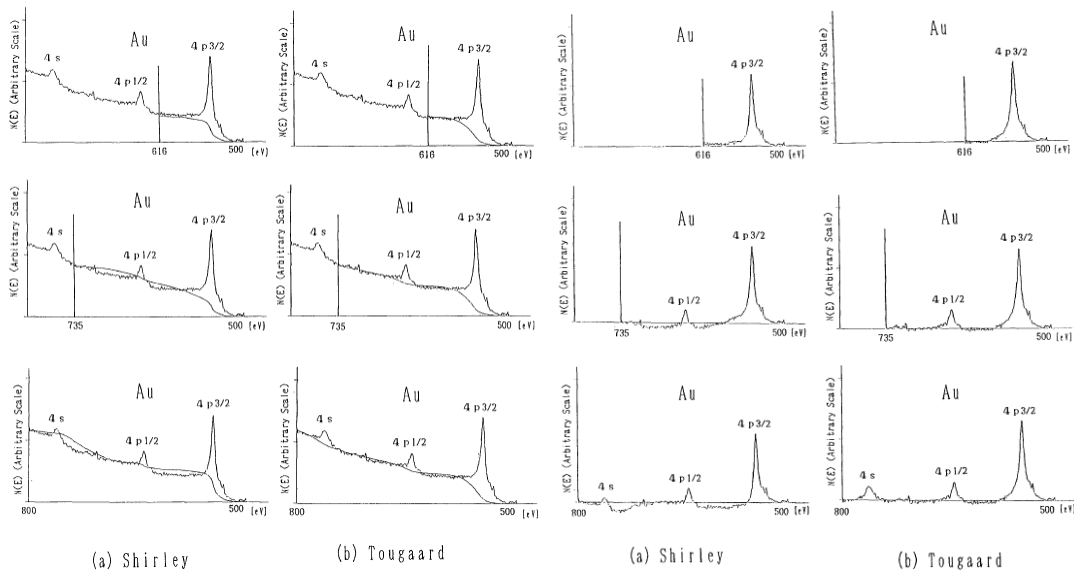 Au
4 s
4 p1/2
4 p3/2
N(E) (Arbitrary Scale)
616
500 [eV]
Au
4 s
4 p1/2
4 p3/2
N(E) (Arbitrary Scale)
616
500 [eV]
Au
4 p3/2
N(E) (Arbitrary Scale)
616
500 [eV]
Au
4 p3/2
N(E) (Arbitrary Scale)
616
500 [eV]
Au
4 s
4 p1/2
4 p3/2
N(E) (Arbitrary Scale)
735
500 [eV]
Au
4 s
4 p1/2
4 p3/2
N(E) (Arbitrary Scale)
735
500 [eV]
Au
4 p1/2
4 p3/2
N(E) (Arbitrary Scale)
735
500 [eV]
Au
4 p1/2
4 p3/2
N(E) (Arbitrary Scale)
735
500 [eV]
Au
4 s
4 p1/2
4 p3/2
N(E) (Arbitrary Scale)
800
500 [eV]
Au
4 s
4 p1/2
4 p3/2
N(E) (Arbitrary Scale)
800
500 [eV]
Au
4 s
4 p1/2
4 p3/2
N(E) (Arbitrary Scale)
800
500 [eV]
Au
4 s
4 p1/2
4 p3/2
N(E) (Arbitrary Scale)
800
500 [eV]
(a) Shirley
(b) Tougaard
(a) Shirley
(b) Tougaard